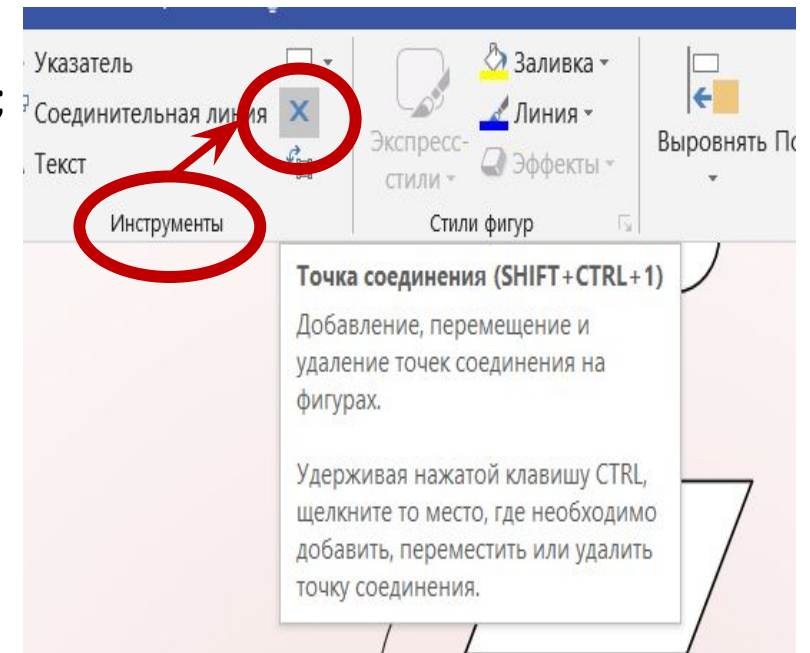 ;
Указатель
Заливка
Соединительная линия
X
Линия
Экспресс-
стили
Эффекты
Выровнять По
Текст
Инструменты
Стили фигур
Точка соединения (SHIFT+CTRL+1)
Добавление, перемещение и
удаление точек соединения на
фигурах.
Удерживая нажатой клавишу CTRL,
щелкните то место, где необходимо
добавить, переместить или удалить
точку соединения.